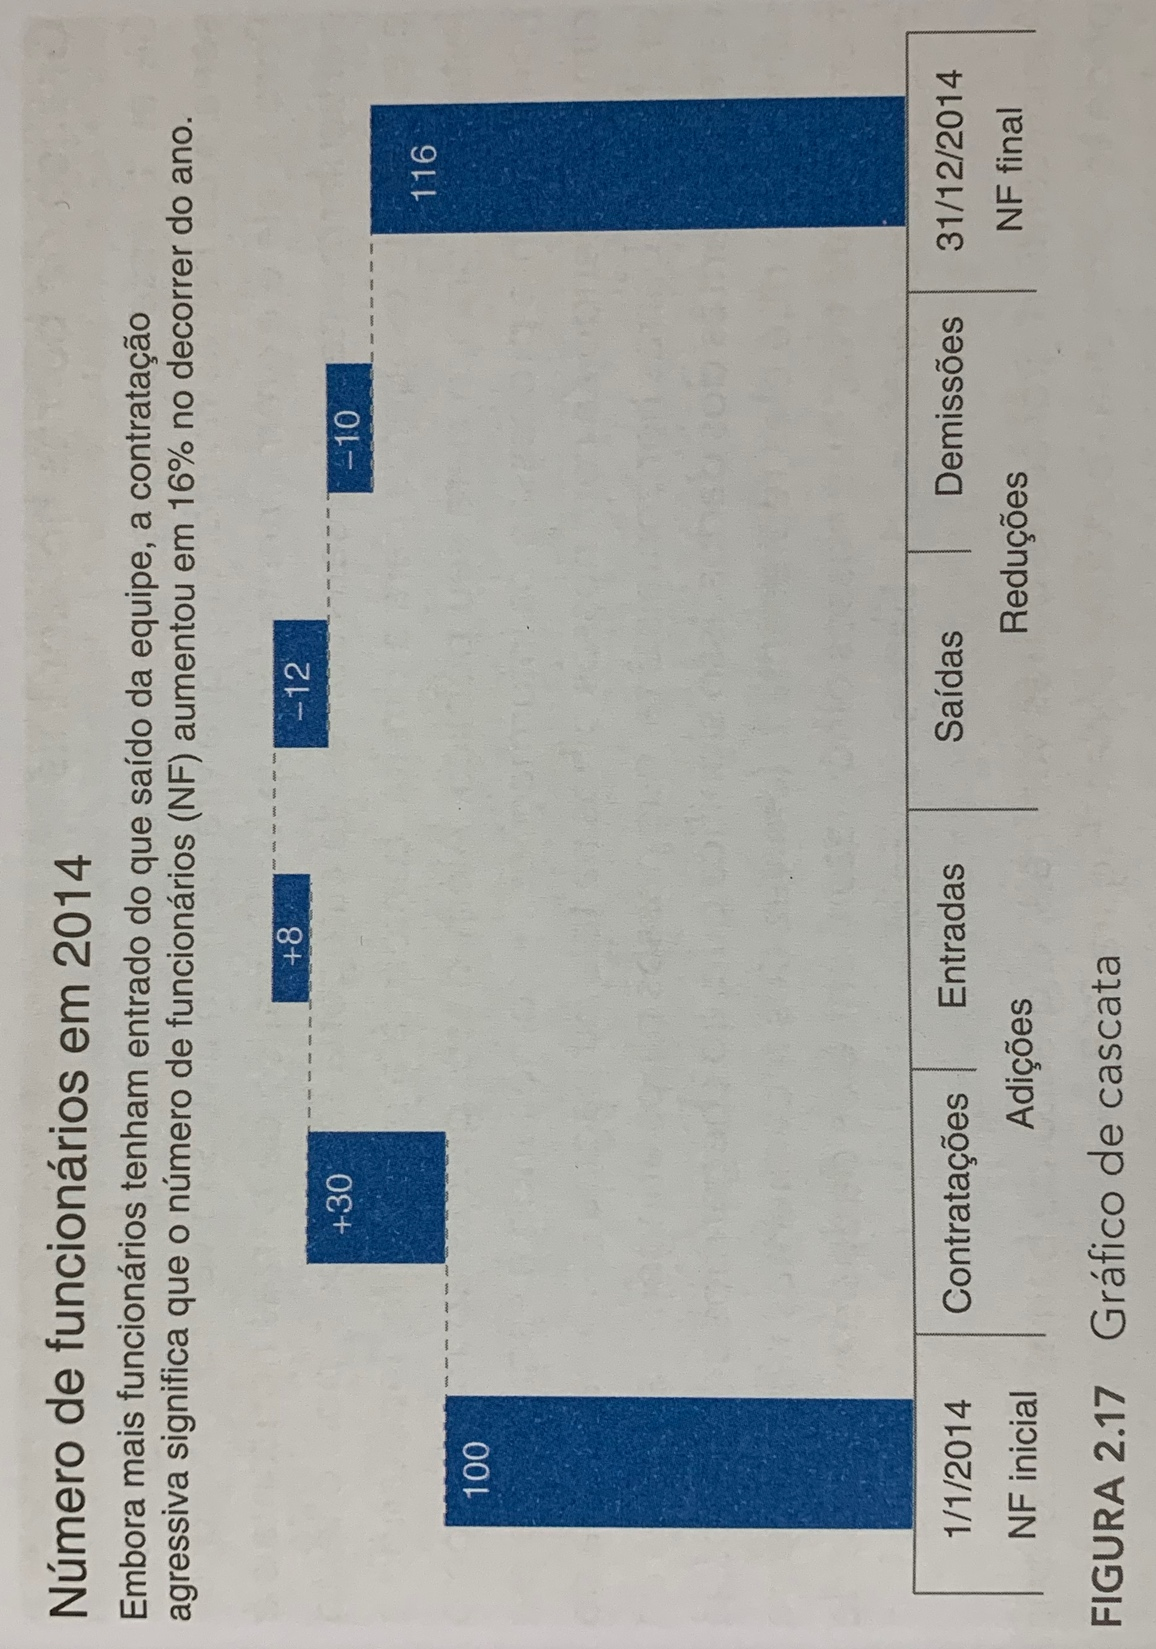 Número de funcionários em 2014
Embora mais funcionários tenham entrado do que saído da equipe, a contratação
agressiva significa que o número de funcionários (NF) aumentou em 16% no decorrer do ano.
100
+30
+8
–12
–10
116
1/1/2014
Contratações
Entradas
Saídas
Demissões
31/12/2014
NF inicial
Adições
Reduções
NF final
FIGURA 2.17 Gráfico de cascata